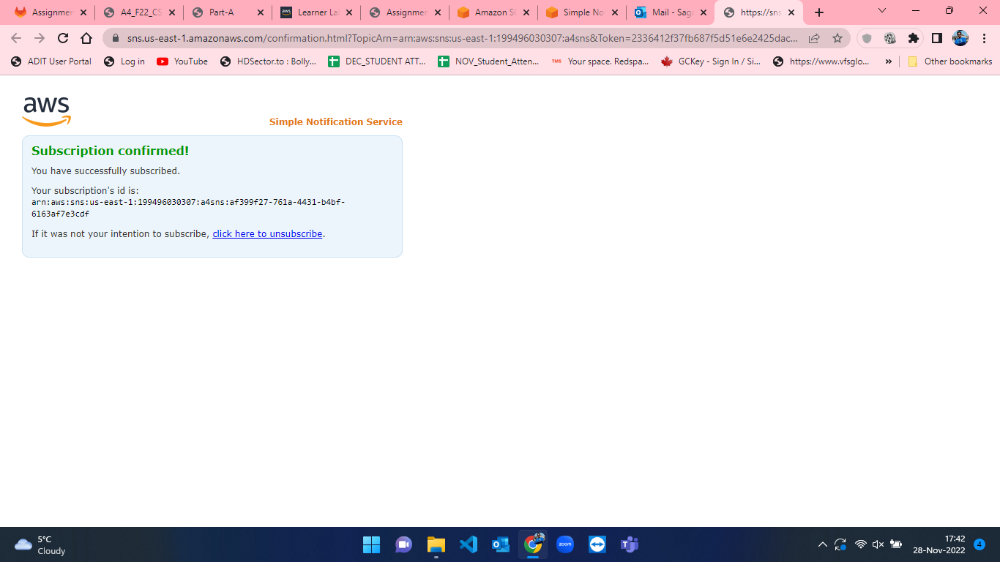 Assignmen
A4_F22_CS
Part-A
aws
Learner La
Assignmen
Amazon SC
Simple No
Mail - Saga
https://sns
sns.us-east-1.amazonaws.com/confirmation.html?TopicArn=arn:aws:sns:us-east-1:199496030307:a4sns&Token=2336412f37fb687f5d51e6e2425dac...
ADIT User Portal
Log in
YouTube
HDSector.to : Bolly...
DEC_STUDENT ATT...
NOV_Student_Atten...
TMS
Your space. Redspa...
GCKey - Sign In / Si...
https://www.vfsglo...
»
Other bookmarks
aws
Simple Notification Service
Subscription confirmed!
You have successfully subscribed.
Your subscription's id is:
arn:aws:sns:us-east-1:199496030307:a4sns:af399f27-761a-4431-b4bf-
6163af7e3cdf
If it was not your intention to subscribe, click here to unsubscribe.
5°C
Cloudy
zoom
17:42
28-Nov-2022
4